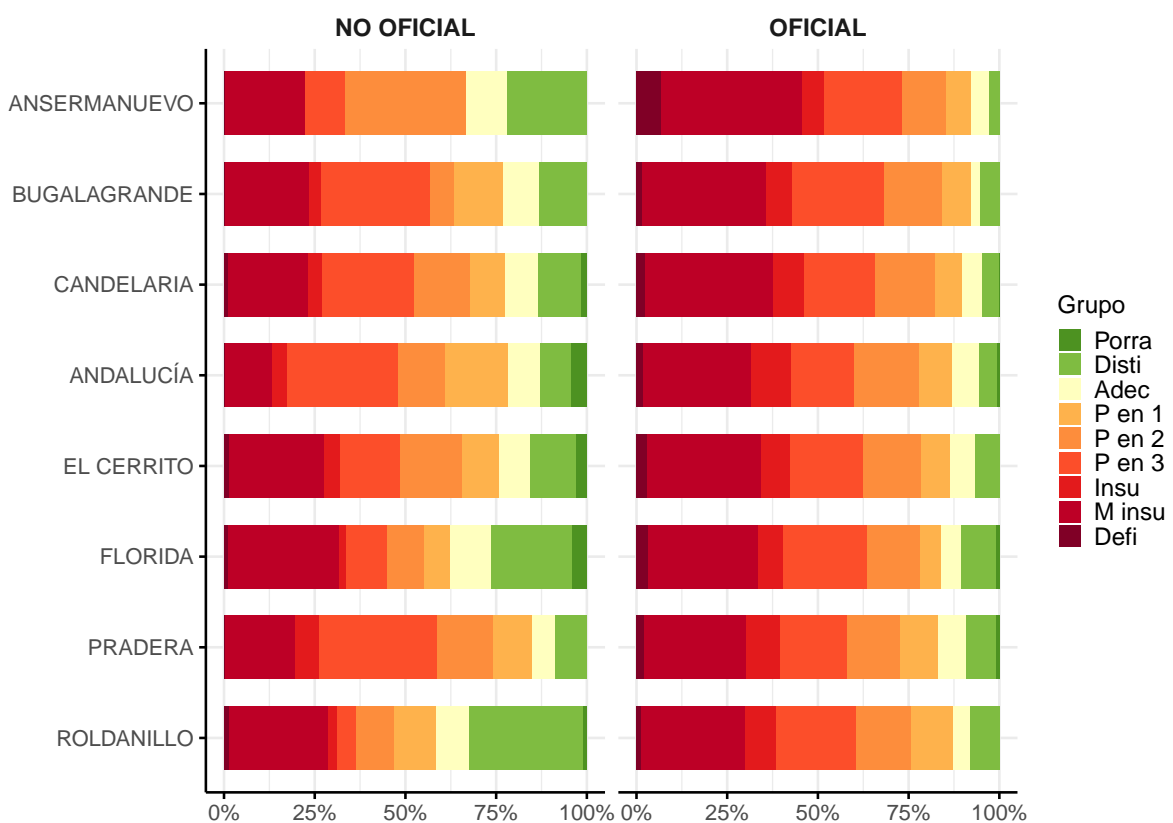 NO OFICIAL OFICIAL
ANSERMANUEVO
BUGALAGRANDE
CANDELARIA
ANDALUCÍA
EL CERRITO
FLORIDA
PRADERA
ROLDANILLO
0% 25% 50% 75% 100% 0% 25% 50% 75% 100%
Grupo
Porra
Disti
Adec
P en 1
P en 2
P en 3
Insu
M insu
Defi